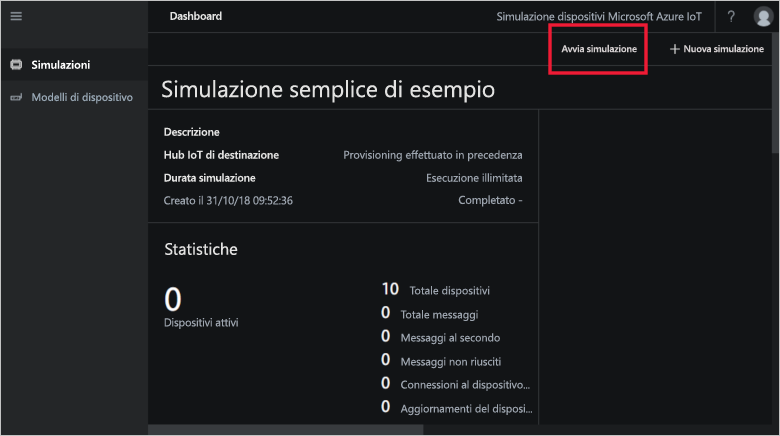 Dashboard
Simulazione dispositivi Microsoft Azure IoT
?
Avvia simulazione
+ Nuova simulazione
Simulazioni
Modelli di dispositivo
Simulazione semplice di esempio
Descrizione
Hub IoT di destinazione Provisioning effettuato in precedenza
Durata simulazione Esecuzione illimitata
Creato il 31/10/18 09:52:36 Completato -
Statistiche
0
Dispositivi attivi
10 Totale dispositivi
0 Totale messaggi
0 Messaggi al secondo
0 Messaggi non riusciti
0 Connessioni al dispositivo...
0 Aggiornamenti del disposi...